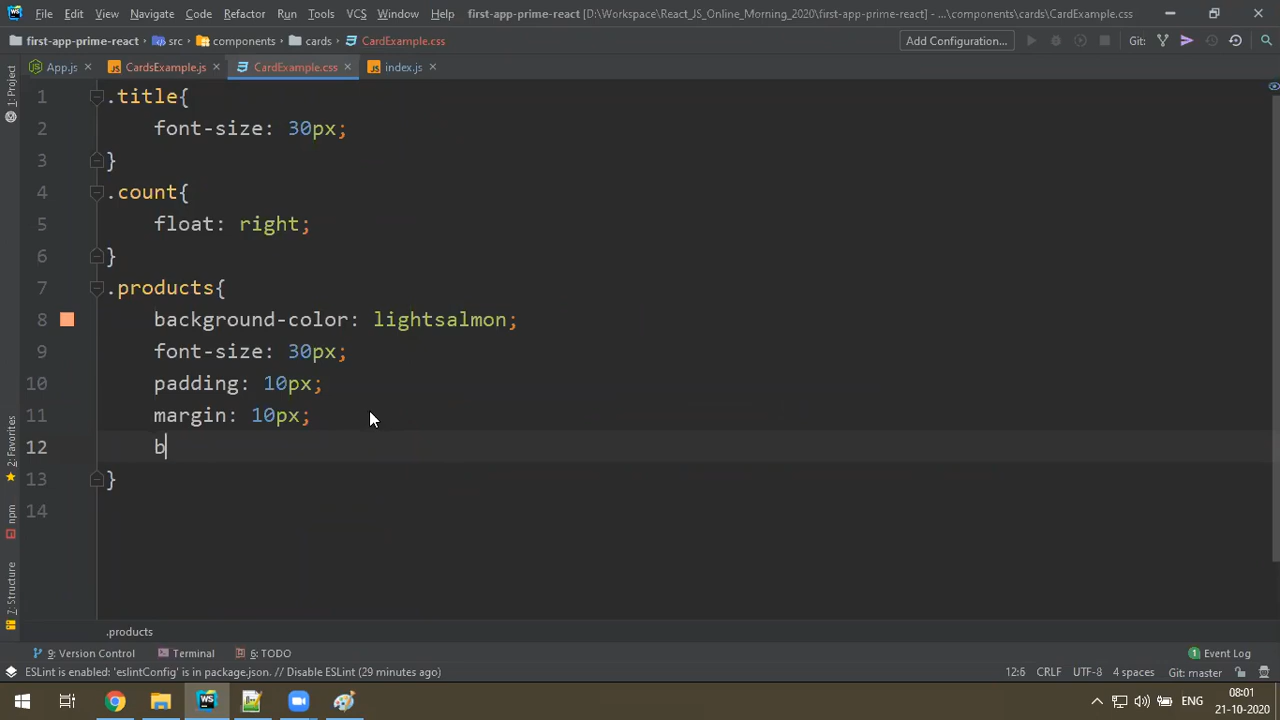 File Edit View Navigate Code Refactor Run Tools VCS Window Help first-app-prime-react [D:\Workspace\React_JS_Online_Morning_2020\first-app-prime-react] - ...\components\cards\CardExample.css
first-app-prime-react src components cards CardExample.css Add Configuration... Git:
App.js CardsExample.js CardExample.css index.js
1: Project
1 .title{
2 font-size: 30px;
3 }
4 .count{
5 float: right;
6 }
7 .products{
8 background-color: lightsalmon;
9 font-size: 30px;
10 padding: 10px;
11 margin: 10px;
12 b
13 }
14
2: Favorites
npm
7: Structure
.products
9: Version Control Terminal 6: TODO 1 Event Log
ESLint is enabled: 'eslintConfig' is in package.json. // Disable ESLint (29 minutes ago) 12:6 CRLF UTF-8 4 spaces Git: master
ENG 08:01
21-10-2020